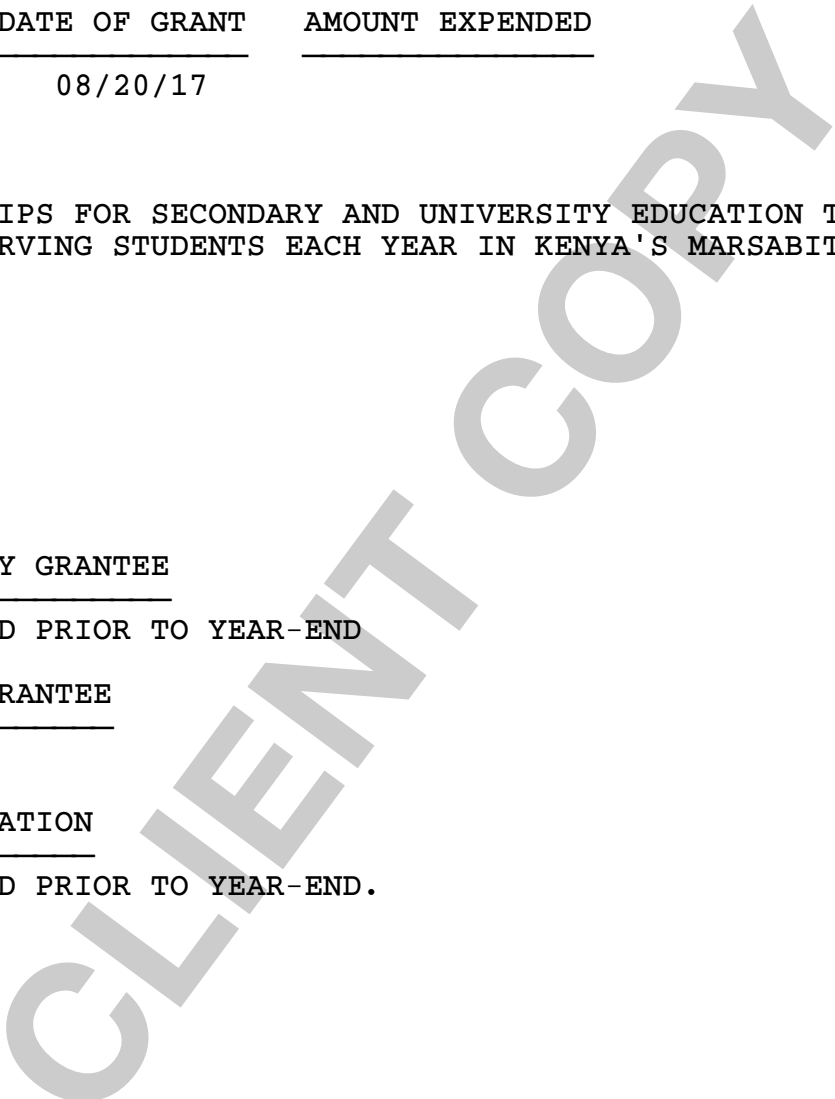 DATE OF GRANT AMOUNT EXPENDED
08/20/17
IPS FOR SECONDARY AND UNIVERSITY EDUCATION T
RVING STUDENTS EACH YEAR IN KENYA'S MARSABIT
Y GRANTEE
D PRIOR TO YEAR-END
RANTEE
ATION
D PRIOR TO YEAR-END.
CLIENT COPY